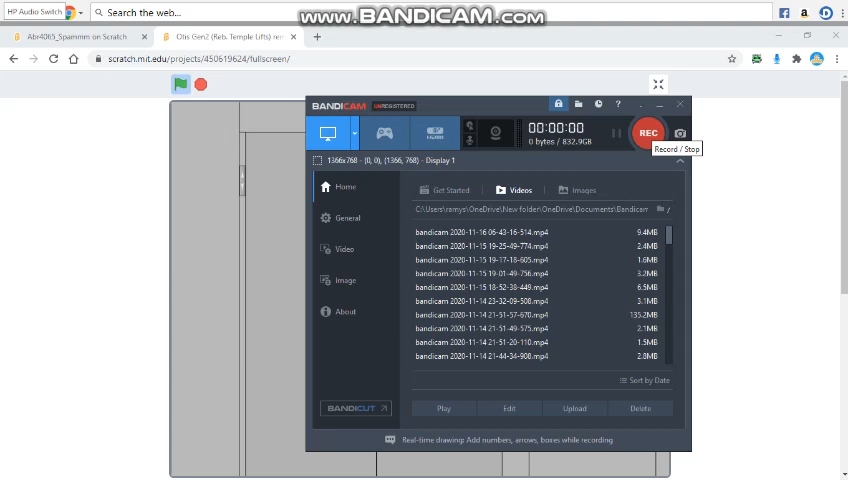 HP Audio Switch
Search the web...
www.BANDICAM.COM
Abr4065_Spammm on Scratch
Otis Gen2 (Reb. Temple Lifts) rem
scratch.mit.edu/projects/450619624/fullscreen/
BANDICAM UNREGISTERED
HDMI
00:00:00
0 bytes / 832.9GB
REC
Record / Stop
1366x768 - (0, 0), (1366, 768) - Display 1
Home
General
Video
Image
About
BANDICUT
Get Started
Videos
Images
C:\Users\ramys\OneDrive\New folder\OneDrive\Documents\Bandicam
bandicam 2020-11-16 06-43-16-514.mp4 9.4MB
bandicam 2020-11-15 19-25-49-774.mp4 2.4MB
bandicam 2020-11-15 19-17-18-605.mp4 1.6MB
bandicam 2020-11-15 19-01-49-756.mp4 3.2MB
bandicam 2020-11-15 18-52-38-449.mp4 6.5MB
bandicam 2020-11-14 23-32-09-508.mp4 3.1MB
bandicam 2020-11-14 21-51-57-670.mp4 135.2MB
bandicam 2020-11-14 21-51-49-575.mp4 2.1MB
bandicam 2020-11-14 21-51-20-110.mp4 1.5MB
bandicam 2020-11-14 21-44-34-908.mp4 2.8MB
Sort by Date
Play
Edit
Upload
Delete
Real-time drawing: Add numbers, arrows, boxes while recording